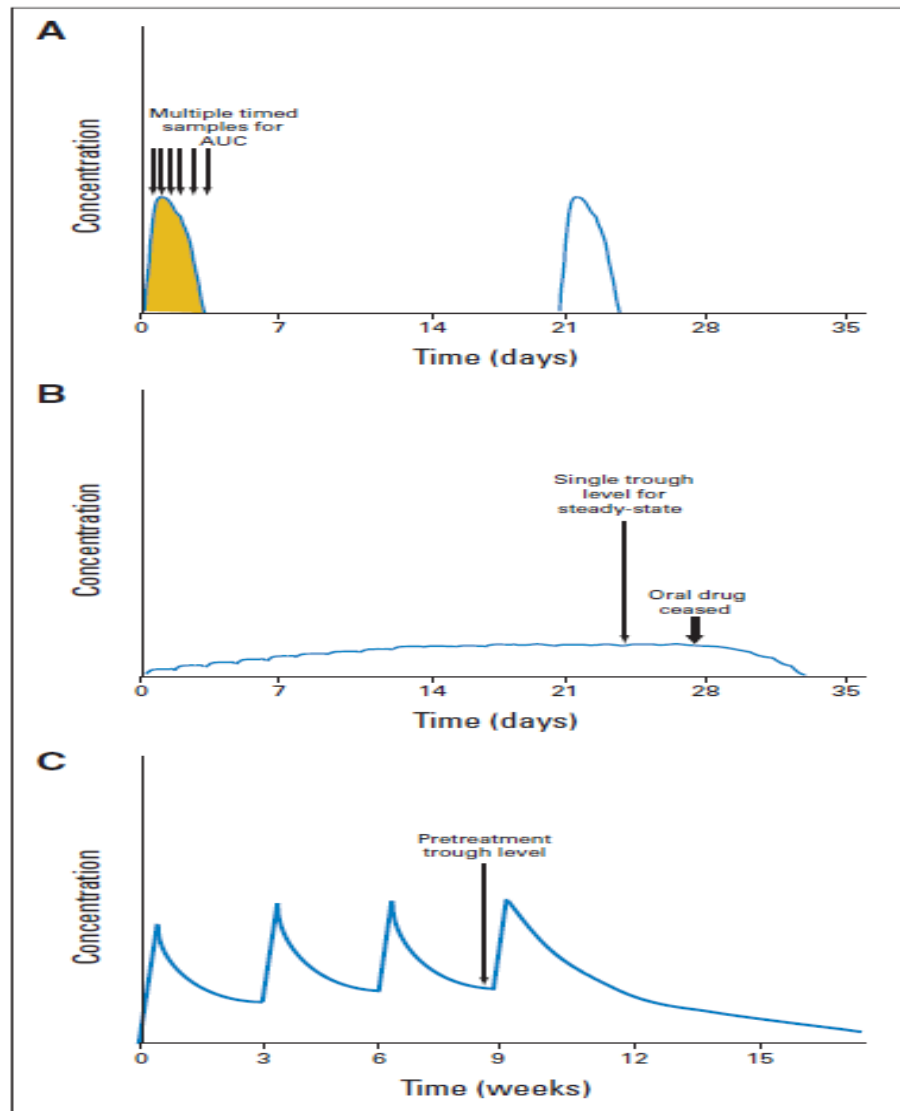 A
Concentration
Multiple timed
samples for
AUC
0 7 14 21 28 35
Time (days)
B
Concentration
Single trough
level for
steady-state
Oral drug
ceased
0 7 14 21 28 35
Time (days)
C
Concentration
Pretreatment
trough level
0 3 6 9 12 15
Time (weeks)